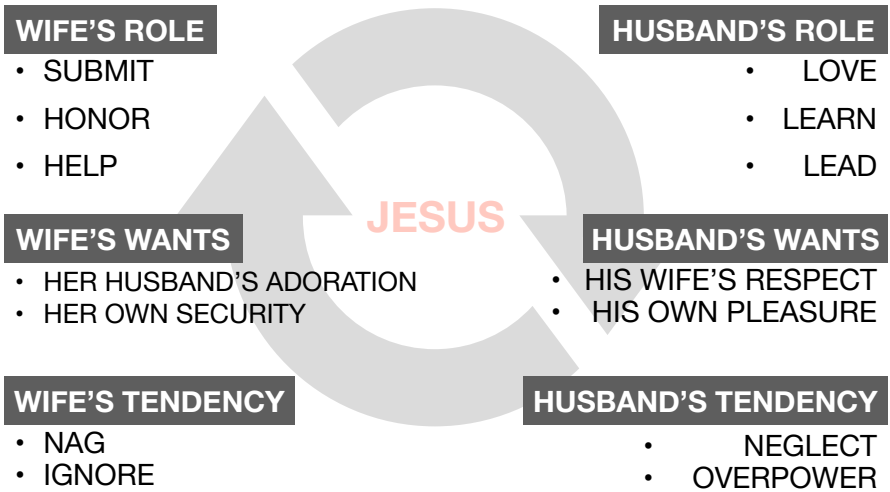 WIFE'S ROLE
• SUBMIT
• HONOR
• HELP
HUSBAND'S ROLE
• LOVE
• LEARN
• LEAD
JESUS
WIFE'S WANTS
• HER HUSBAND'S ADORATION
• HER OWN SECURITY
HUSBAND'S WANTS
• HIS WIFE'S RESPECT
• HIS OWN PLEASURE
WIFE'S TENDENCY
• NAG
• IGNORE
HUSBAND'S TENDENCY
• NEGLECT
• OVERPOWER